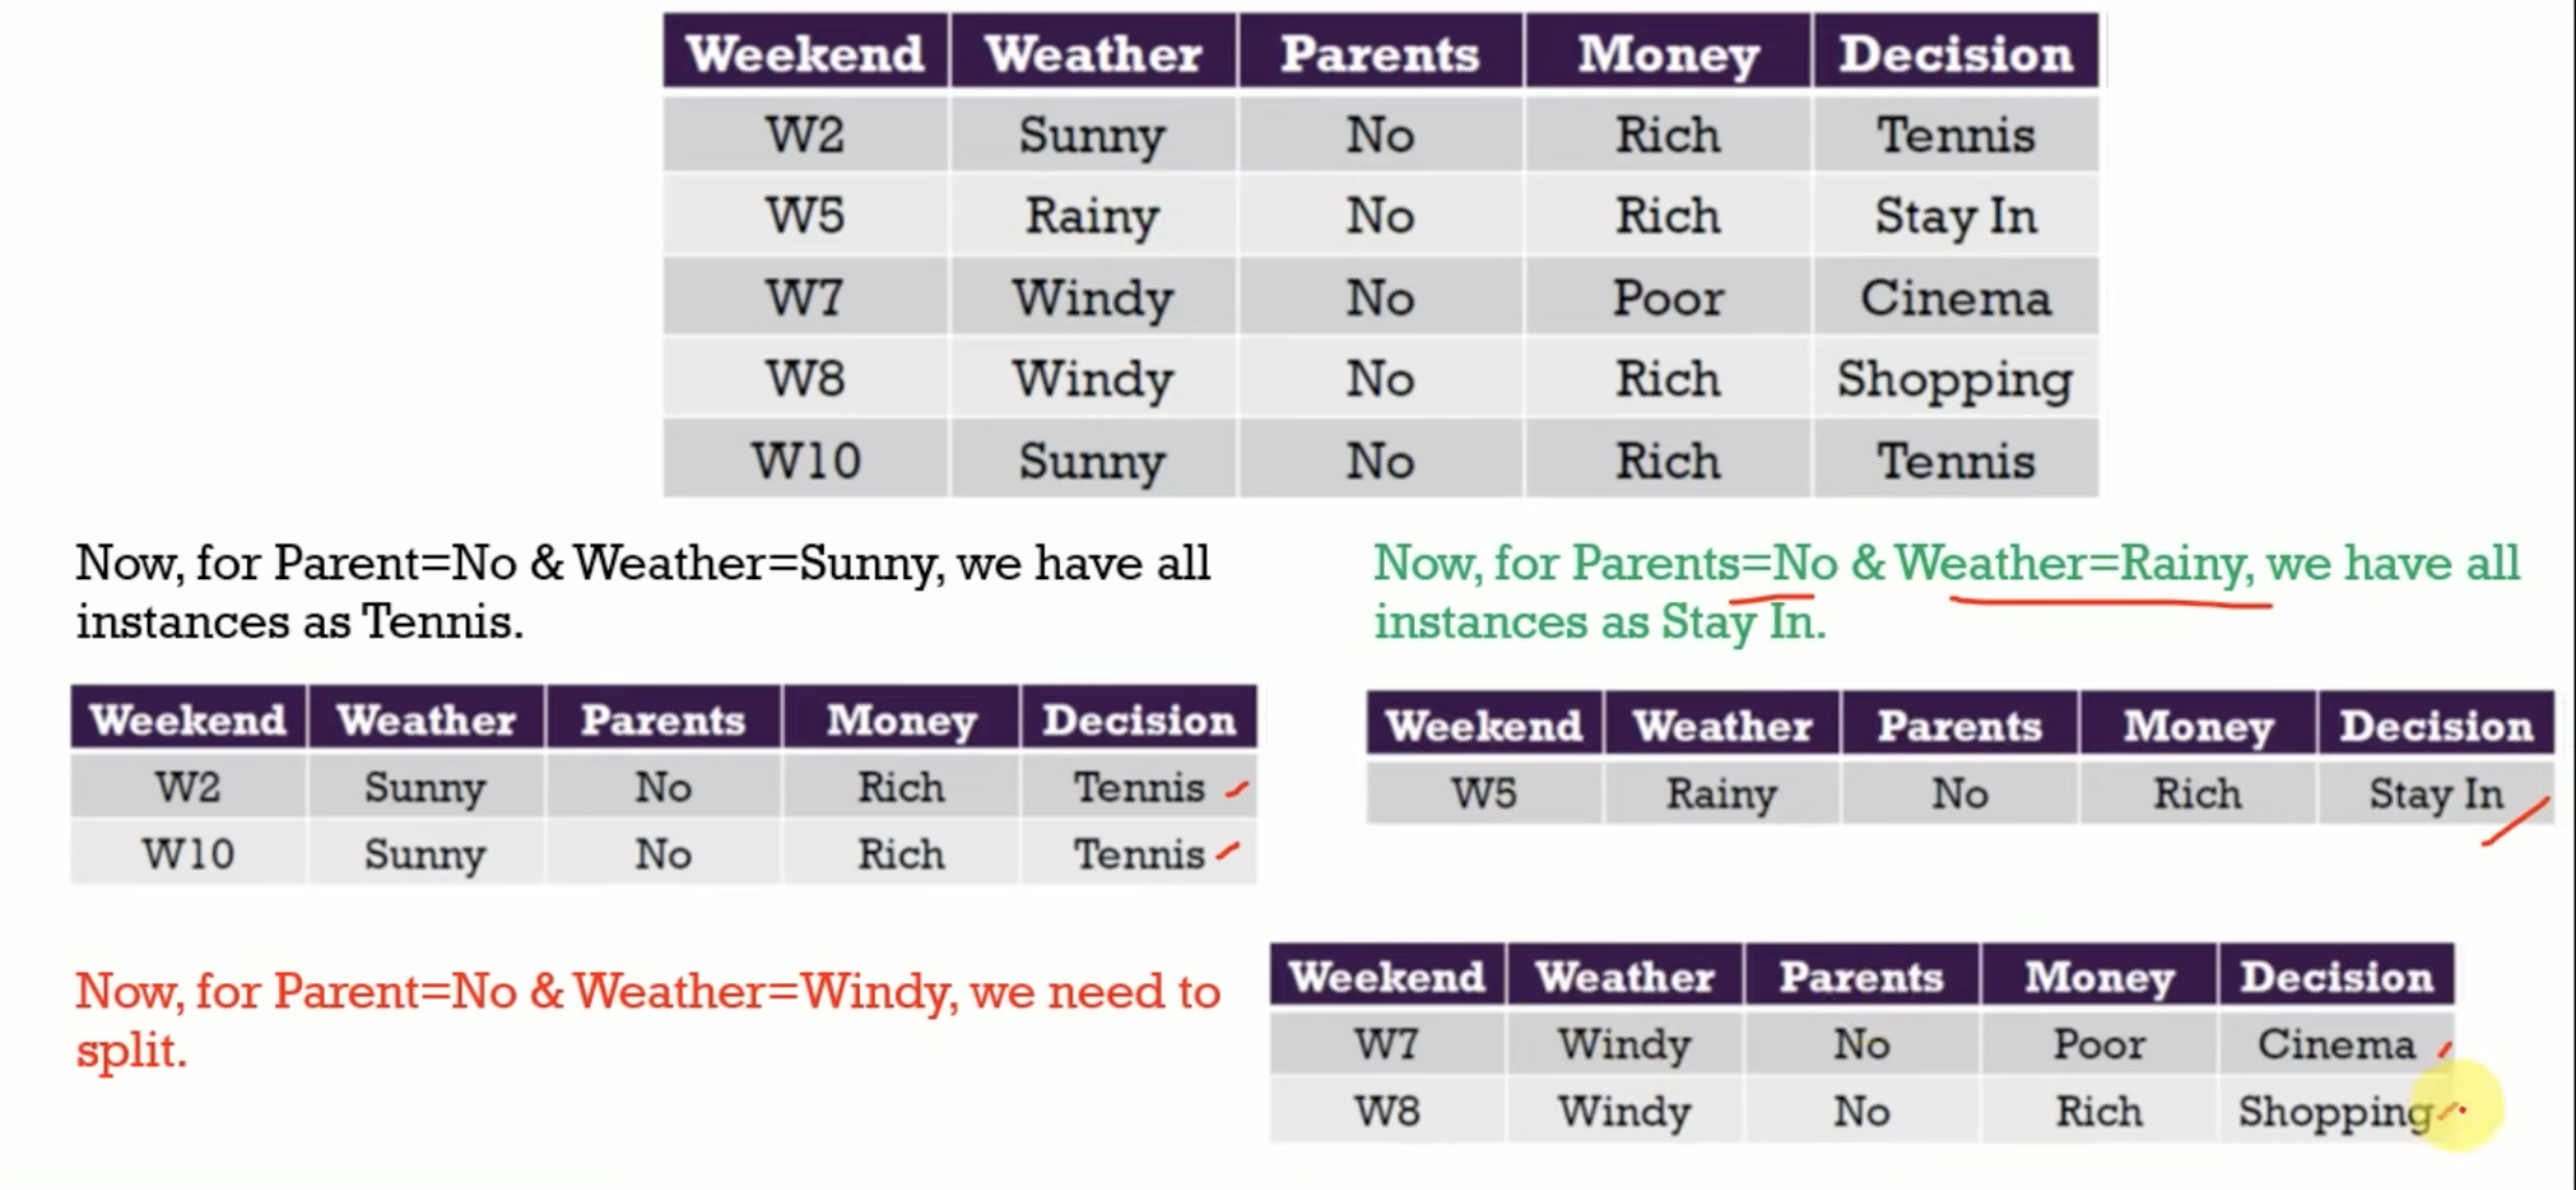 Weekend Weather Parents Money Decision
W2 Sunny No Rich Tennis
W5 Rainy No Rich Stay In
W7 Windy No Poor Cinema
W8 Windy No Rich Shopping
W10 Sunny No Rich Tennis
Now, for Parent=No & Weather=Sunny, we have all
instances as Tennis.
Now, for Parents=No & Weather=Rainy, we have all
instances as Stay In.
Weekend Weather Parents Money Decision
W2 Sunny No Rich Tennis
W10 Sunny No Rich Tennis
Weekend Weather Parents Money Decision
W5 Rainy No Rich Stay In
Now, for Parent=No & Weather=Windy, we need to
split.
Weekend Weather Parents Money Decision
W7 Windy No Poor Cinema
W8 Windy No Rich Shopping